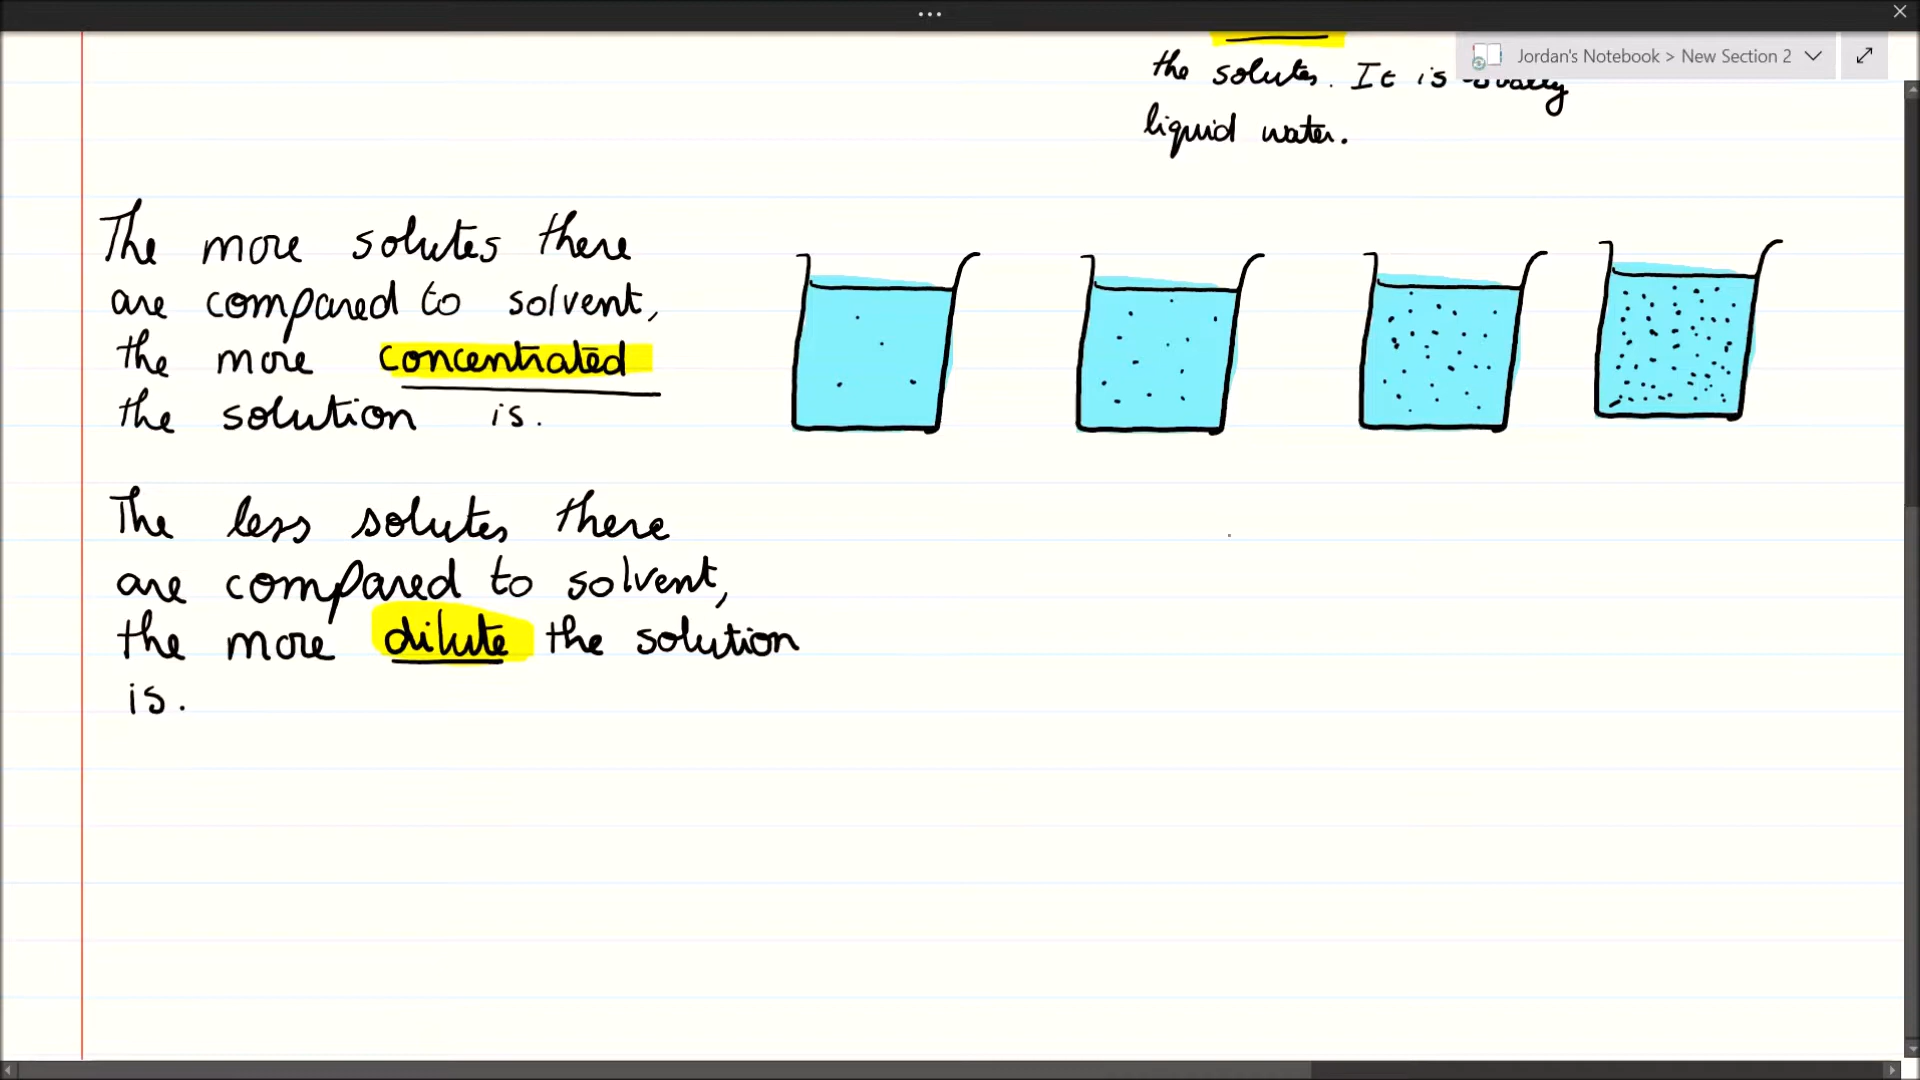 ...
Jordan's Notebook > New Section 2
the solutes. It is usually
liquid water.
The more solutes there
are compared to solvent,
the more concentrated
the solution is.
The less solutes there
are compared to solvent,
the more dilute the solution
is.